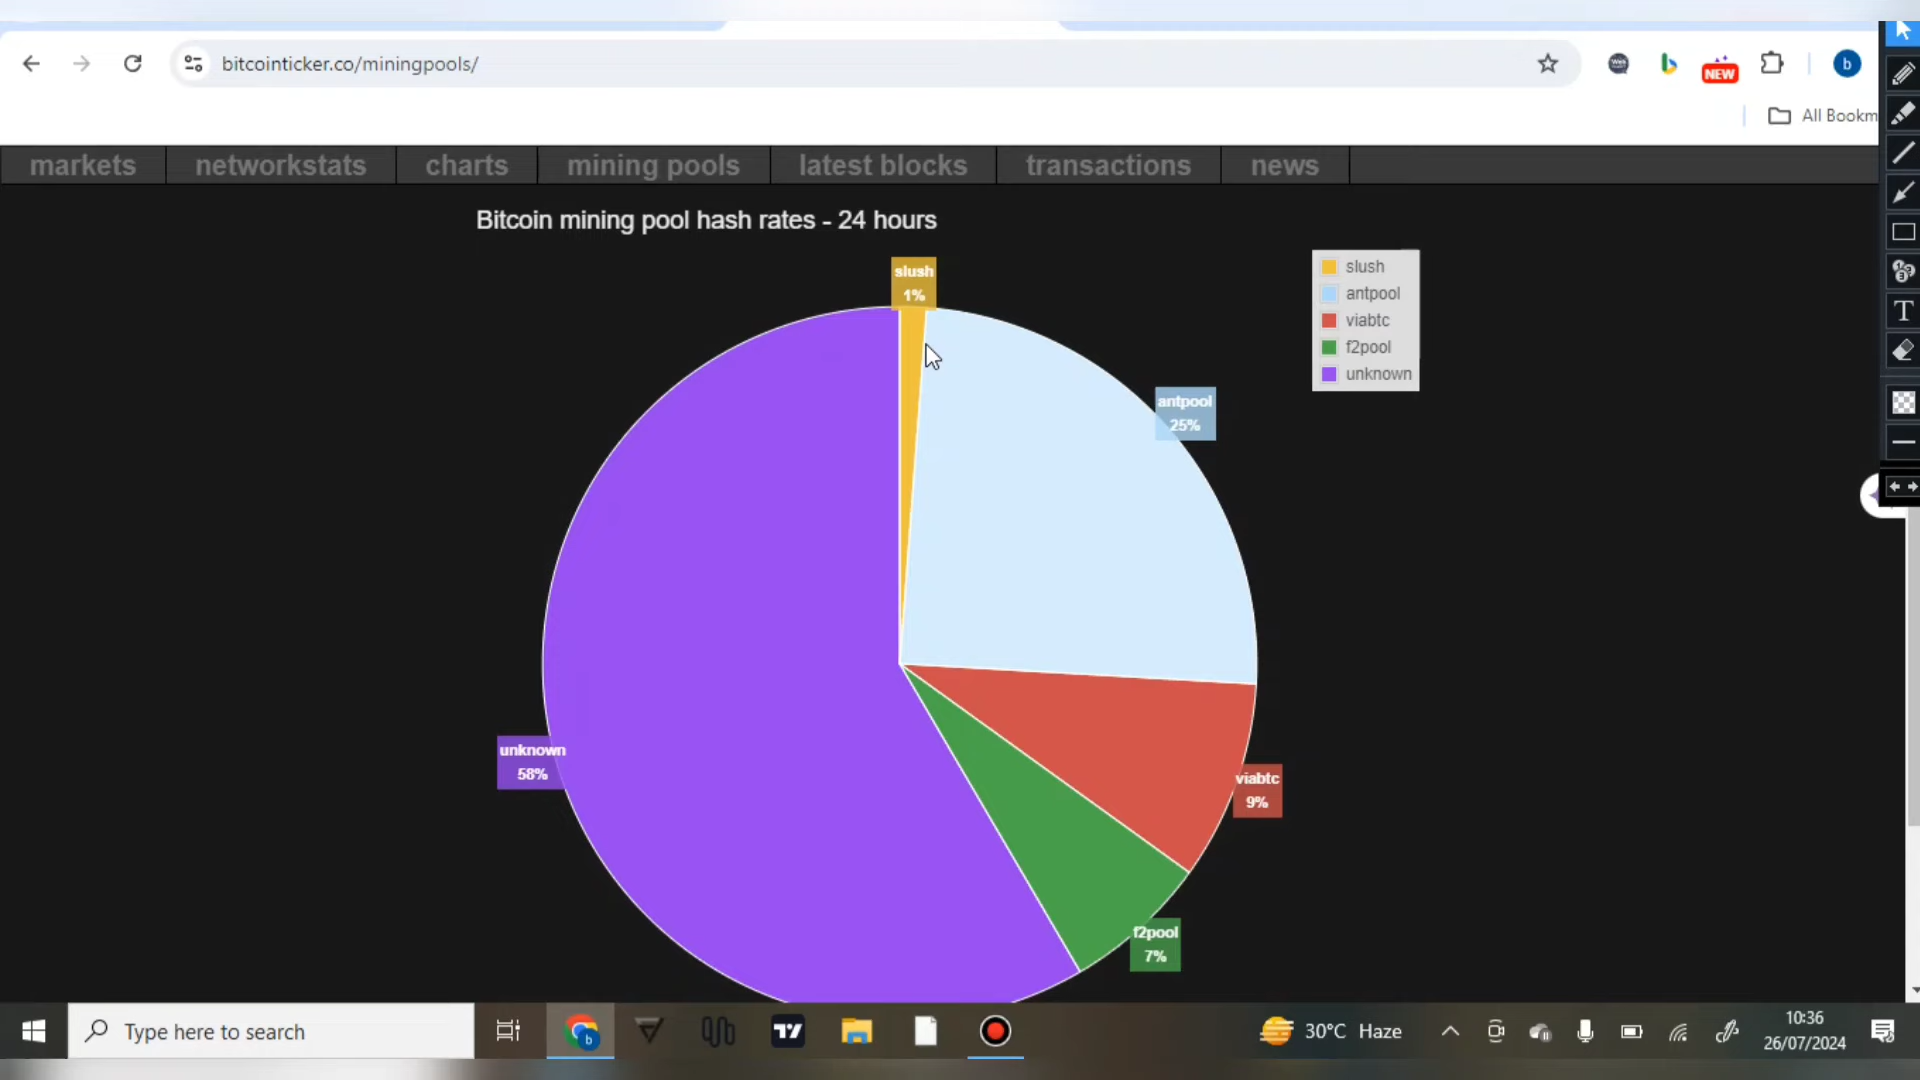 bitcointicker.co/miningpools/
NEW
b
All Bookm
markets networkstats charts mining pools latest blocks transactions news
Bitcoin mining pool hash rates - 24 hours
slush
1%
slush
antpool
viabtc
f2pool
unknown
antpool
25%
unknown
58%
viabtc
9%
f2pool
7%
T
Type here to search
b
30°C Haze
10:36
26/07/2024